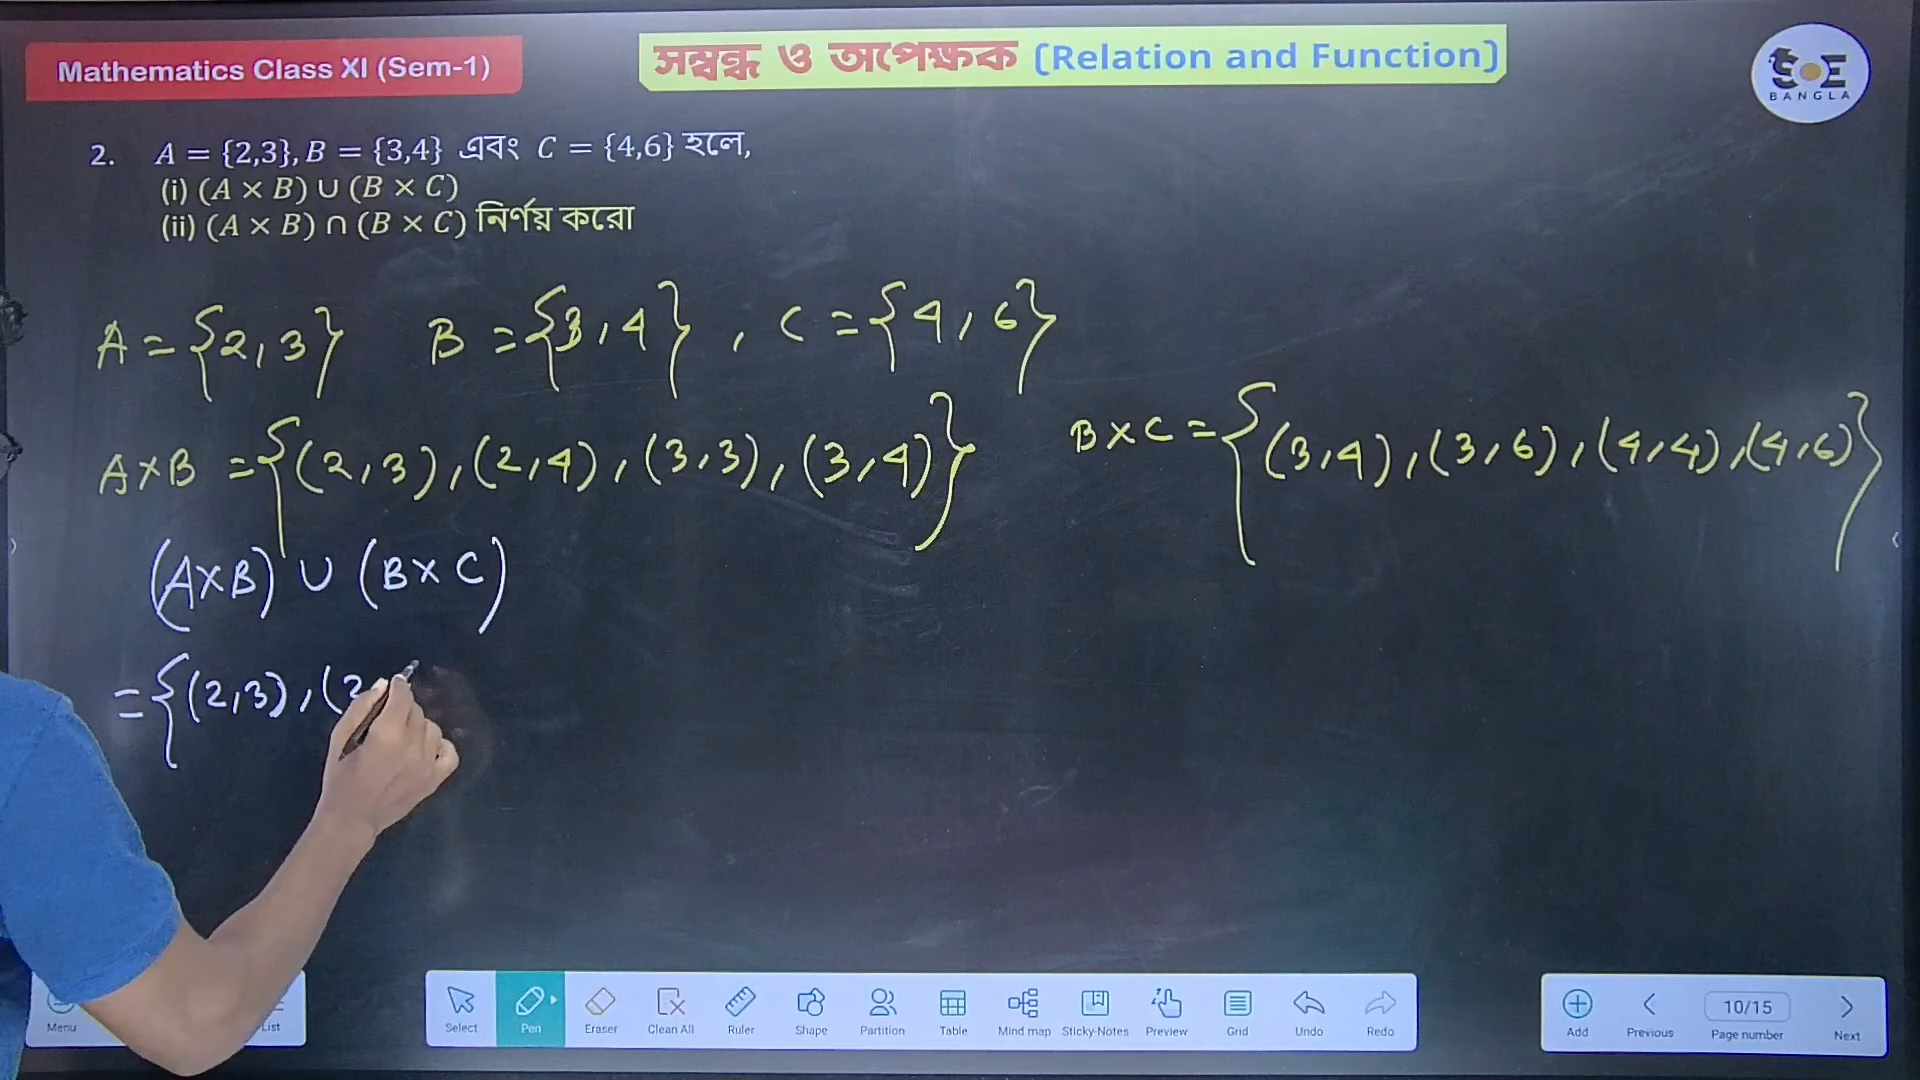 Mathematics Class XI (Sem-1)
সম্বন্ধ ও অপেক্ষক [Relation and Function]
SOE
BANGLA
2. A = {2,3}, B = {3,4} এবং C = {4,6} হলে,
(i) (A × B) ∪ (B × C)
(ii) (A × B) ∩ (B × C) নির্ণয় করো
A = {2, 3} B = {3, 4}, C = {4, 6}
A×B = {(2,3), (2,4), (3,3), (3,4)}
B×C = {(3,4), (3,6), (4,4), (4,6)}
(A×B) ∪ (B×C)
= {(2,3), (2
Menu
List
Select Pen Eraser Clean All Ruler Shape Partition Table Mind map Sticky-Notes Preview Grid Undo Redo
Add Previous 10/15 Page number Next